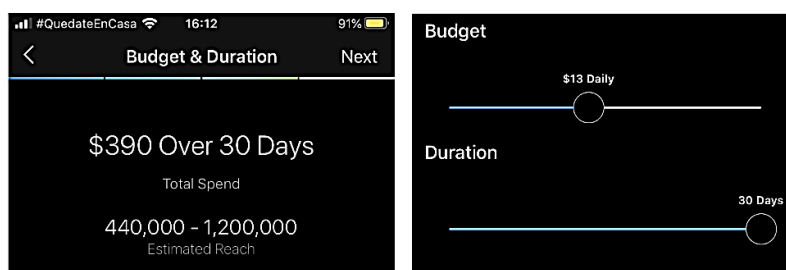 #QuedateEnCasa 16:12 91%
Budget & Duration Next
$390 Over 30 Days
Total Spend
440,000 - 1,200,000
Estimated Reach
Budget
$13 Daily
Duration
30 Days